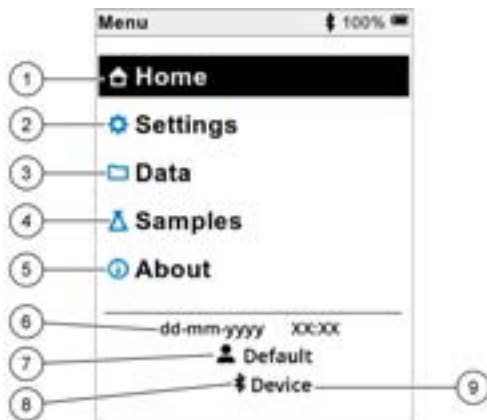 Menu 100%
1 Home
2 Settings
3 Data
4 Samples
5 About
6 dd-mm-yyyy XX:XX
7 Default
8 Device 9